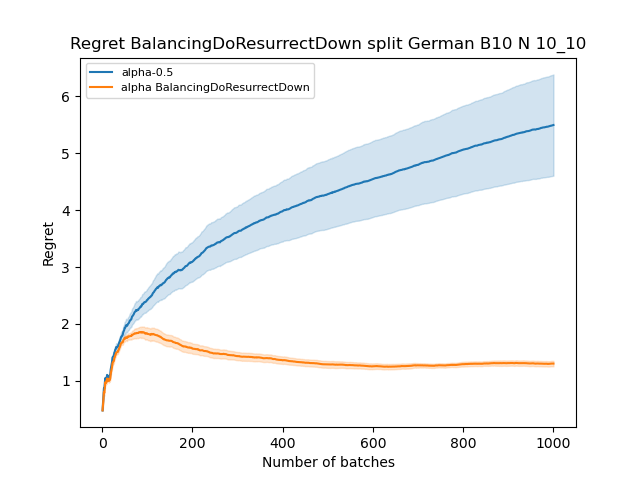 Regret BalancingDoResurrectDown split German B10 N 10_10
alpha-0.5
alpha BalancingDoResurrectDown
6
5
4
3
2
1
Regret
0
200
400
600
800
1000
Number of batches